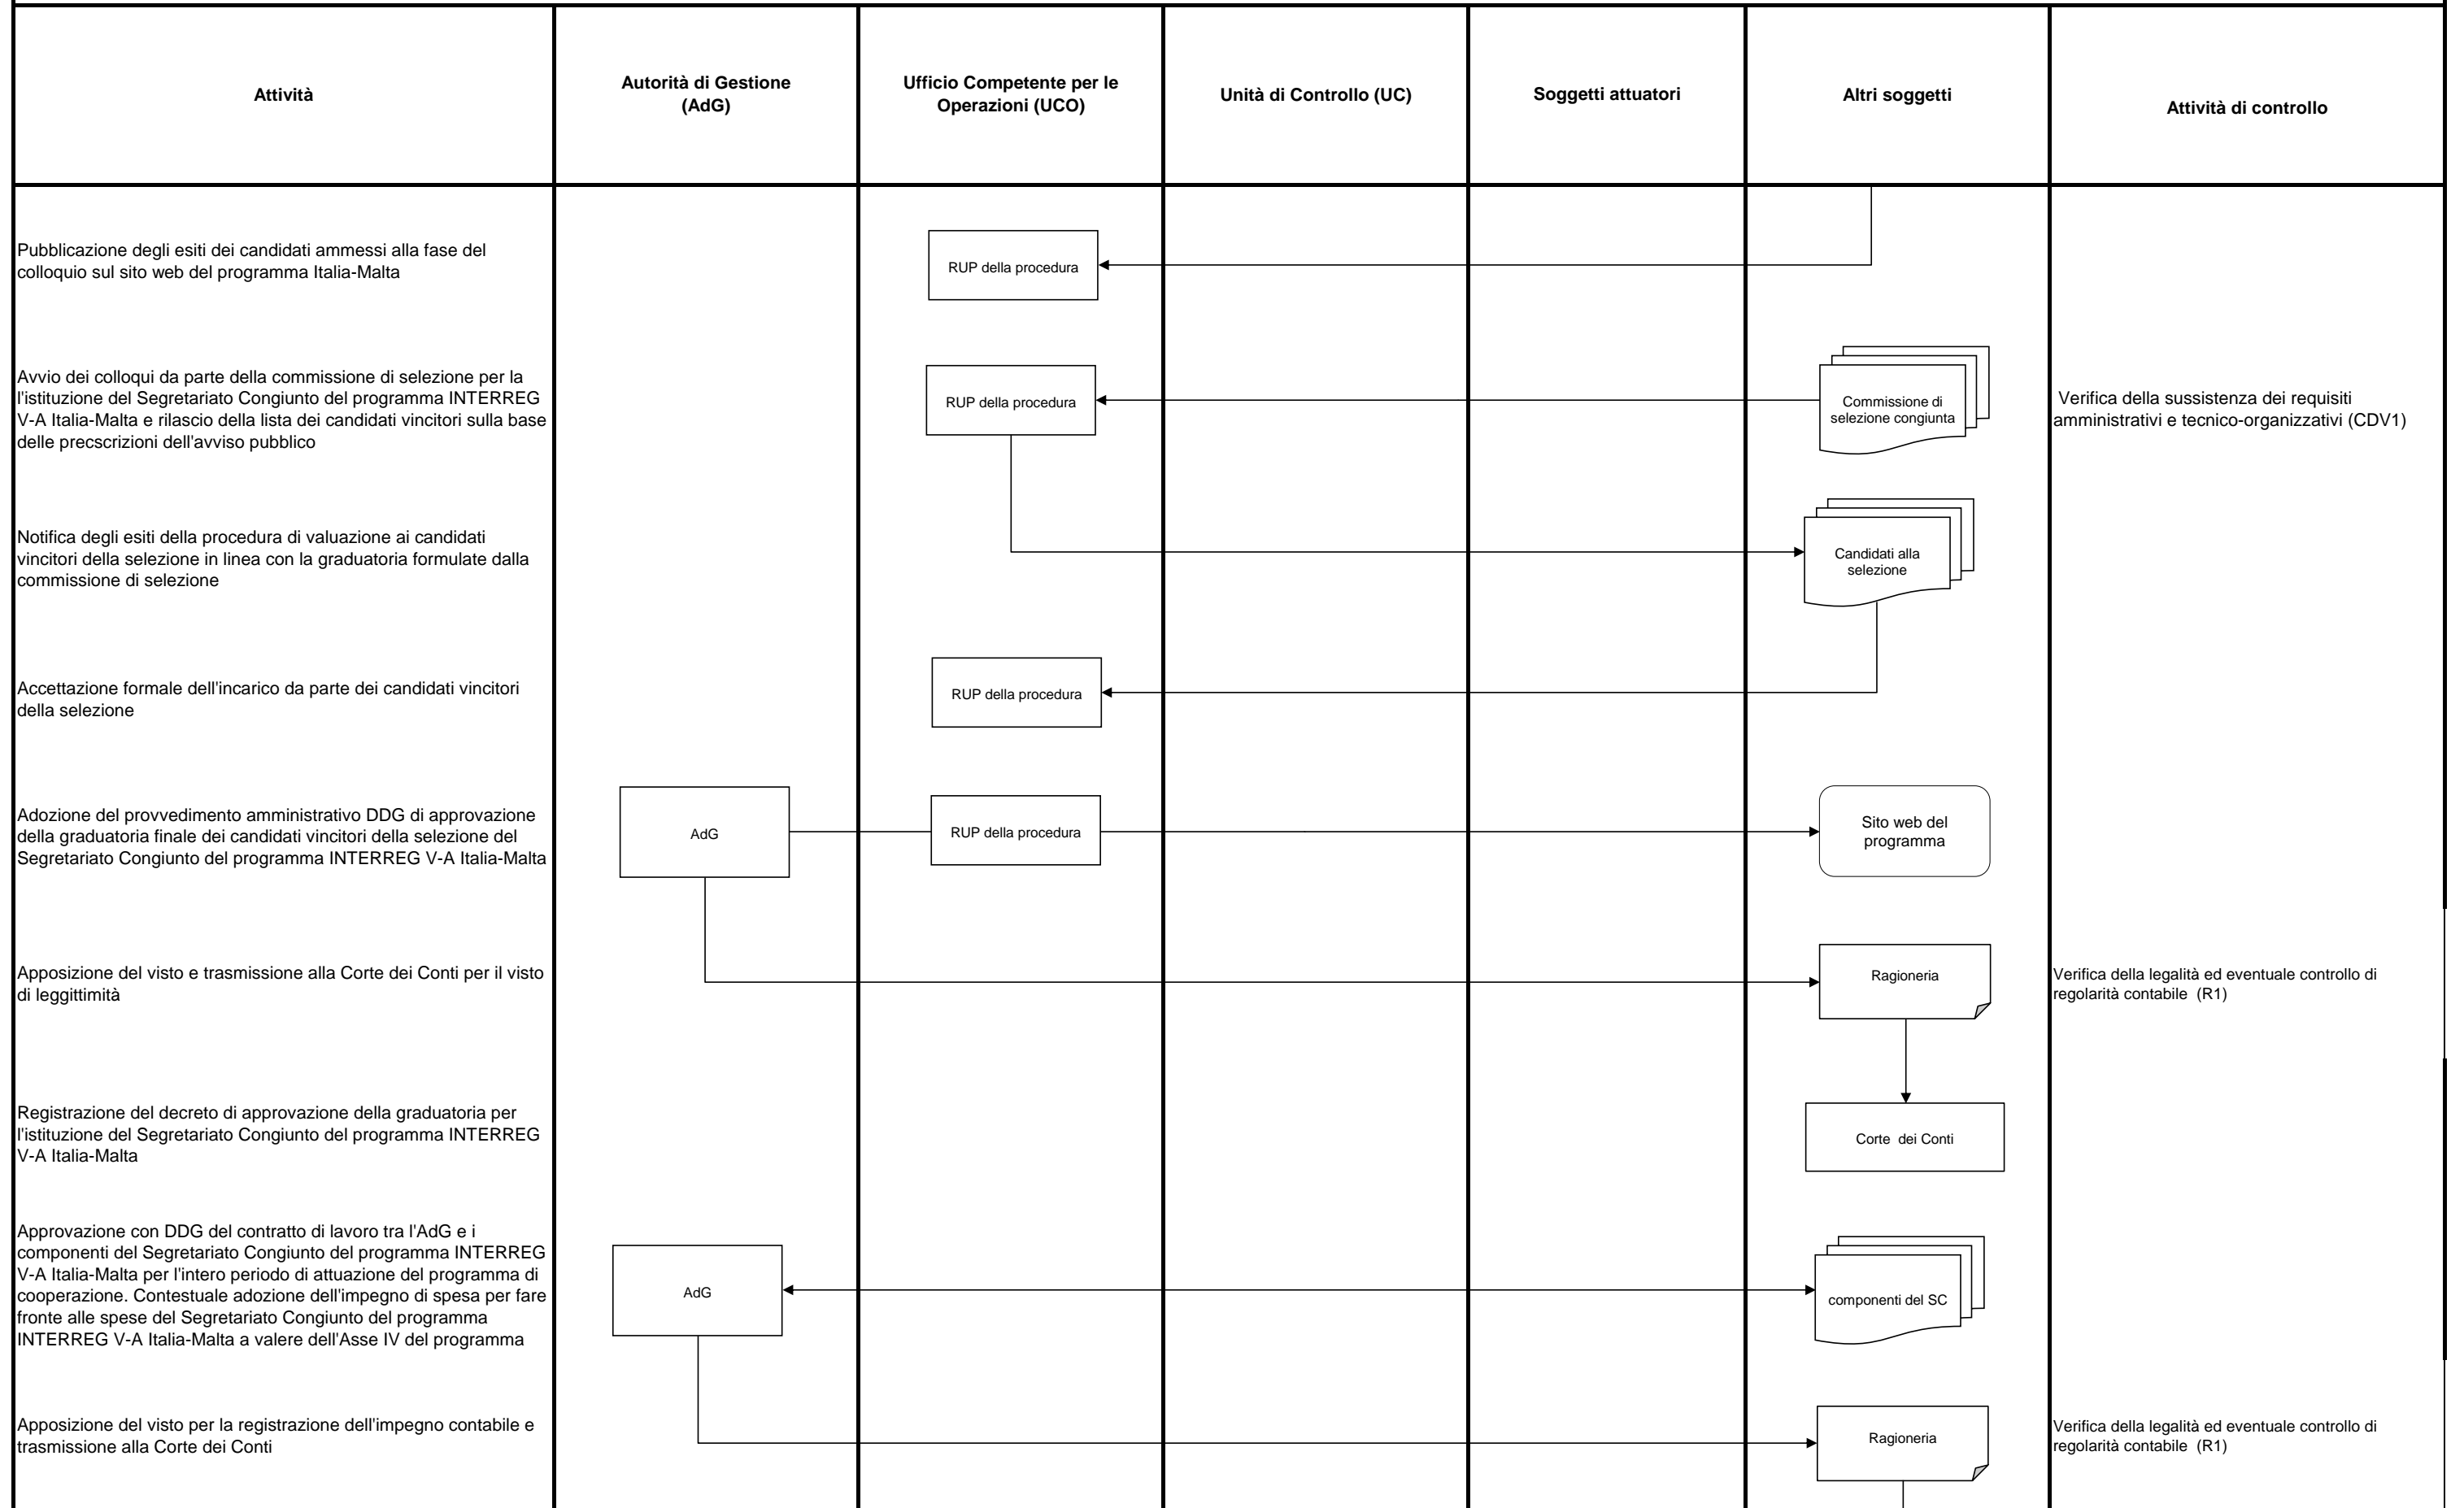 Attività
Autorità di Gestione
(AdG)
Ufficio Competente per le
Operazioni (UCO)
Unità di Controllo (UC)
Soggetti attuatori
Altri soggetti
Attività di controllo
Pubblicazione degli esiti dei candidati ammessi alla fase del
colloquio sul sito web del programma Italia-Malta
RUP della procedura
Avvio dei colloqui da parte della commissione di selezione per la
l'istituzione del Segretariato Congiunto del programma INTERREG
V-A Italia-Malta e rilascio della lista dei candidati vincitori sulla base
delle precscrizioni dell'avviso pubblico
RUP della procedura
Commissione di
selezione congiunta
Verifica della sussistenza dei requisiti
amministrativi e tecnico-organizzativi (CDV1)
Notifica degli esiti della procedura di valuazione ai candidati
vincitori della selezione in linea con la graduatoria formulate dalla
commissione di selezione
Candidati alla
selezione
Accettazione formale dell'incarico da parte dei candidati vincitori
della selezione
RUP della procedura
Adozione del provvedimento amministrativo DDG di approvazione
della graduatoria finale dei candidati vincitori della selezione del
Segretariato Congiunto del programma INTERREG V-A Italia-Malta
AdG
RUP della procedura
Sito web del
programma
Apposizione del visto e trasmissione alla Corte dei Conti per il visto
di leggittimità
Ragioneria
Verifica della legalità ed eventuale controllo di
regolarità contabile (R1)
Registrazione del decreto di approvazione della graduatoria per
l'istituzione del Segretariato Congiunto del programma INTERREG
V-A Italia-Malta
Corte dei Conti
Approvazione con DDG del contratto di lavoro tra l'AdG e i
componenti del Segretariato Congiunto del programma INTERREG
V-A Italia-Malta per l'intero periodo di attuazione del programma di
cooperazione. Contestuale adozione dell'impegno di spesa per fare
fronte alle spese del Segretariato Congiunto del programma
INTERREG V-A Italia-Malta a valere dell'Asse IV del programma
AdG
componenti del SC
Apposizione del visto per la registrazione dell'impegno contabile e
trasmissione alla Corte dei Conti
Ragioneria
Verifica della legalità ed eventuale controllo di
regolarità contabile (R1)